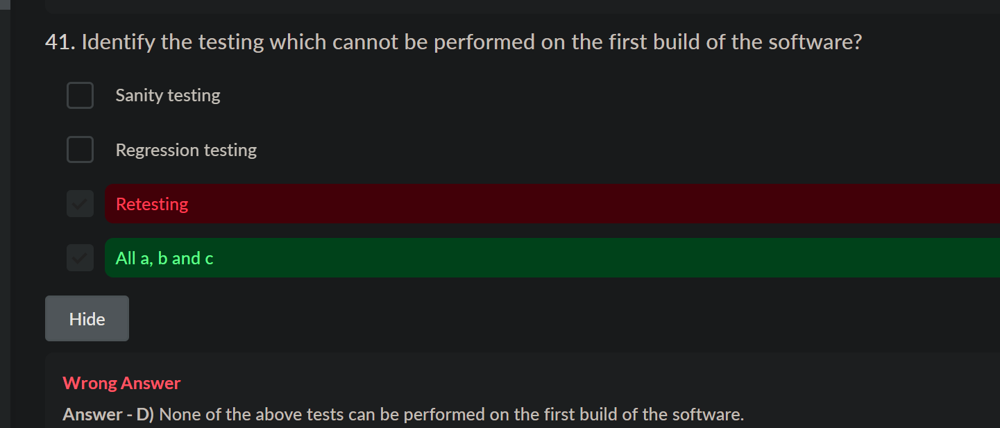 41. Identify the testing which cannot be performed on the first build of the software?
Sanity testing
Regression testing
Retesting
All a, b and c
Hide
Wrong Answer
Answer - D) None of the above tests can be performed on the first build of the software.